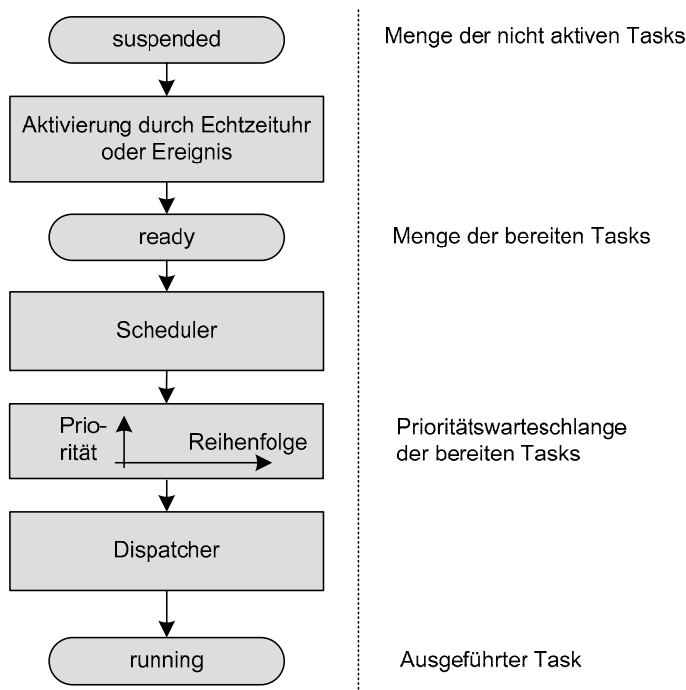 suspended
Menge der nicht aktiven Tasks
Aktivierung durch Echtzeituhr
oder Ereignis
ready
Menge der bereiten Tasks
Scheduler
Prio-
rität
Reihenfolge
Prioritätswarteschlange
der bereiten Tasks
Dispatcher
running
Ausgeführter Task